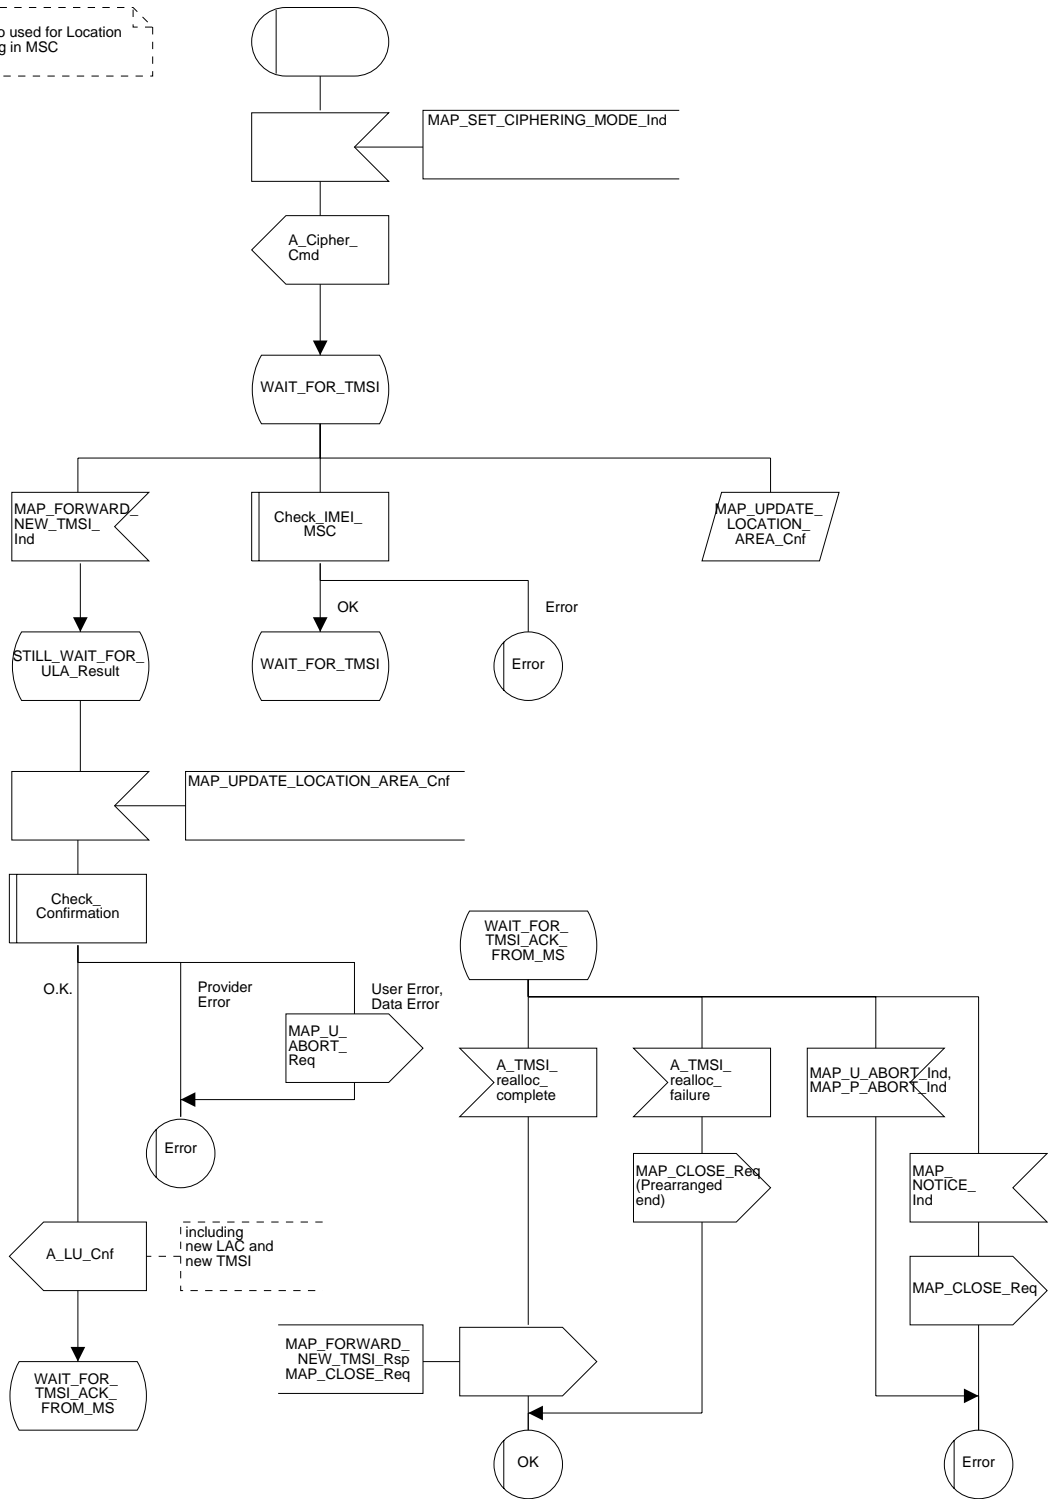 used for Location
in MSC
MAP_SET_CIPHERING_MODE_Ind
A_Cipher_
Cmd
WAIT_FOR_TMSI
MAP_FORWARD_
NEW_TMSI_
Ind
Check_IMEI_
MSC
MAP_UPDATE_
LOCATION_
AREA_Cnf
OK
Error
STILL_WAIT_FOR_
ULA_Result
WAIT_FOR_TMSI
Error
MAP_UPDATE_LOCATION_AREA_Cnf
Check_
Confirmation
O.K.
Provider
Error
User Error,
Data Error
MAP_U_
ABORT_
Req
Error
A_LU_Cnf
including
new LAC and
new TMSI
WAIT_FOR_
TMSI_ACK_
FROM_MS
WAIT_FOR_
TMSI_ACK_
FROM_MS
A_TMSI_
realloc_
complete
A_TMSI_
realloc_
failure
MAP_U_ABORT_Ind,
MAP_P_ABORT_Ind
MAP_CLOSE_Req
(Prearranged
end)
MAP_
NOTICE_
Ind
MAP_CLOSE_Req
MAP_FORWARD_
NEW_TMSI_Rsp
MAP_CLOSE_Req
OK
Error